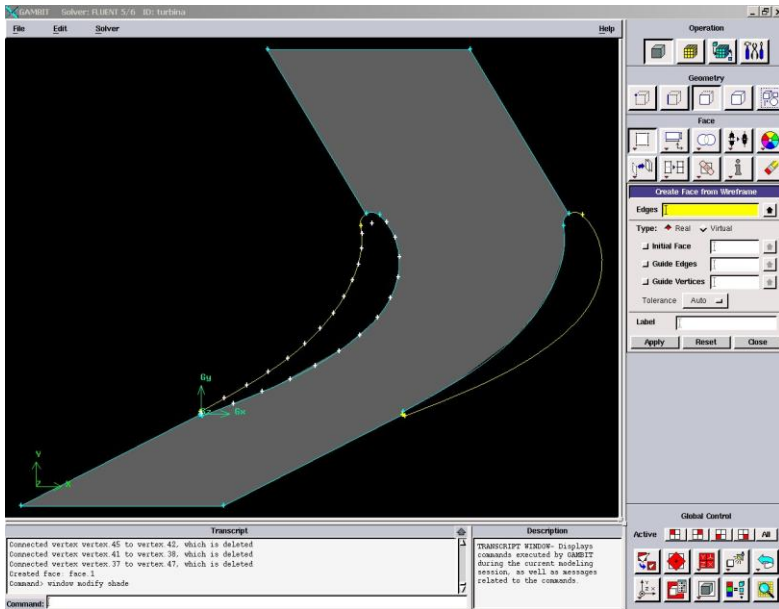 GAMBIT Solver: FLUENT 5/6 ID: turbina
File Edit Solver Help
Operation
Geometry
Face
Create Face from Wireframe
Edges
Type: Real Virtual
Initial Face
Guide Edges
Guide Vertices
Tolerance Auto
Label
Apply Reset Close
Gy
Gx
Y
Z X
Global Control
Active All
Transcript
Connected vertex vertex.45 to vertex.42, which is deleted
Connected vertex vertex.41 to vertex.38, which is deleted
Connected vertex vertex.37 to vertex.47, which is deleted
Created face: face.1
Command> window modify shade
Command:
Description
TRANSCRIPT WINDOW- Displays
commands executed by GAMBIT
during the current modeling
session, as well as messages
related to the commands.